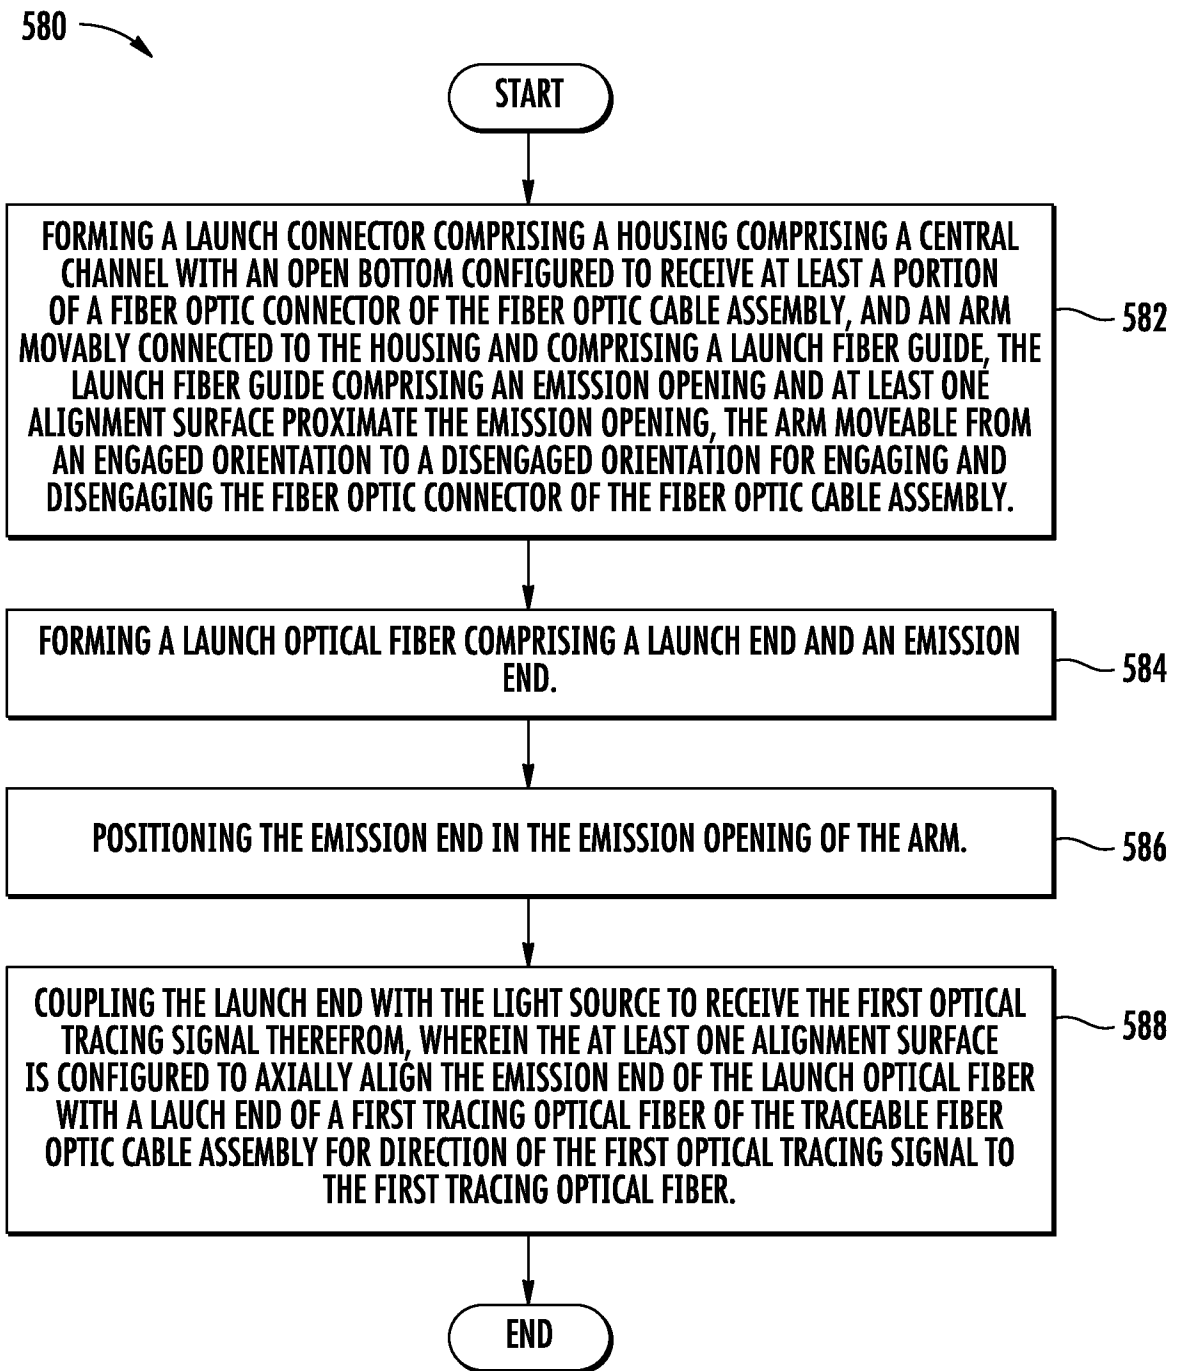 580
START
FORMING A LAUNCH CONNECTOR COMPRISING A HOUSING COMPRISING A CENTRAL
CHANNEL WITH AN OPEN BOTTOM CONFIGURED TO RECEIVE AT LEAST A PORTION
OF A FIBER OPTIC CONNECTOR OF THE FIBER OPTIC CABLE ASSEMBLY, AND AN ARM
MOVABLY CONNECTED TO THE HOUSING AND COMPRISING A LAUNCH FIBER GUIDE, THE
LAUNCH FIBER GUIDE COMPRISING AN EMISSION OPENING AND AT LEAST ONE
ALIGNMENT SURFACE PROXIMATE THE EMISSION OPENING, THE ARM MOVEABLE FROM
AN ENGAGED ORIENTATION TO A DISENGAGED ORIENTATION FOR ENGAGING AND
DISENGAGING THE FIBER OPTIC CONNECTOR OF THE FIBER OPTIC CABLE ASSEMBLY.
582
FORMING A LAUNCH OPTICAL FIBER COMPRISING A LAUNCH END AND AN EMISSION
END.
584
POSITIONING THE EMISSION END IN THE EMISSION OPENING OF THE ARM.
586
COUPLING THE LAUNCH END WITH THE LIGHT SOURCE TO RECEIVE THE FIRST OPTICAL
TRACING SIGNAL THEREFROM, WHEREIN THE AT LEAST ONE ALIGNMENT SURFACE
IS CONFIGURED TO AXIALLY ALIGN THE EMISSION END OF THE LAUNCH OPTICAL FIBER
WITH A LAUCH END OF A FIRST TRACING OPTICAL FIBER OF THE TRACEABLE FIBER
OPTIC CABLE ASSEMBLY FOR DIRECTION OF THE FIRST OPTICAL TRACING SIGNAL TO
THE FIRST TRACING OPTICAL FIBER.
588
END